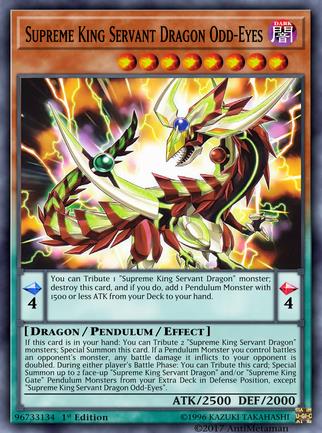 Supreme King Servant Dragon Odd-Eyes
DARK
闇
You can Tribute 1 "Supreme King Servant Dragon" monster;
destroy this card, and if you do, add 1 Pendulum Monster with
1500 or less ATK from your Deck to your hand.
4
4
[ Dragon / Pendulum / Effect ]
If this card is in your hand: You can Tribute 2 "Supreme King Servant Dragon"
monsters; Special Summon this card. If a Pendulum Monster you control battles
an opponent's monster, any battle damage it inflicts to your opponent is
doubled. During either player's Battle Phase: You can Tribute this card; Special
Summon up to 2 face-up "Supreme King Servant Dragon" and/or "Supreme King
Gate" Pendulum Monsters from your Extra Deck in Defense Position, except
"Supreme King Servant Dragon Odd-Eyes".
ATK/2500 DEF/2000
96733134 1st Edition ©1996 KAZUKI TAKAHASHI
©2017 AntiMetaman